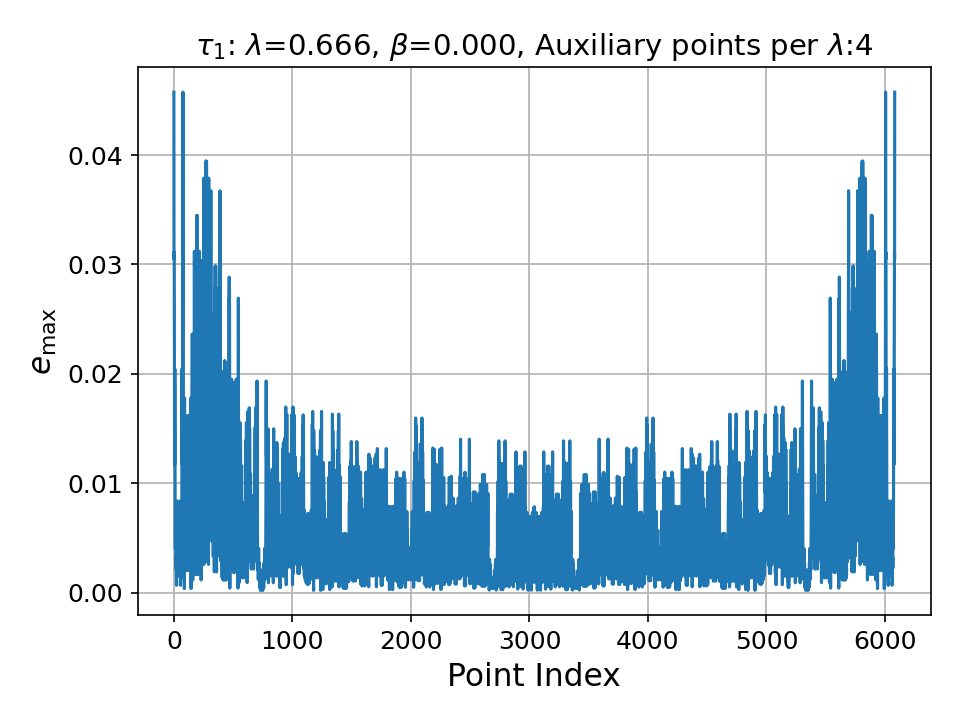 τ₁: λ=0.666, β=0.000, Auxiliary points per λ:4
0.04
0.03
0.02
0.01
0.00
e_max
0 1000 2000 3000 4000 5000 6000
Point Index